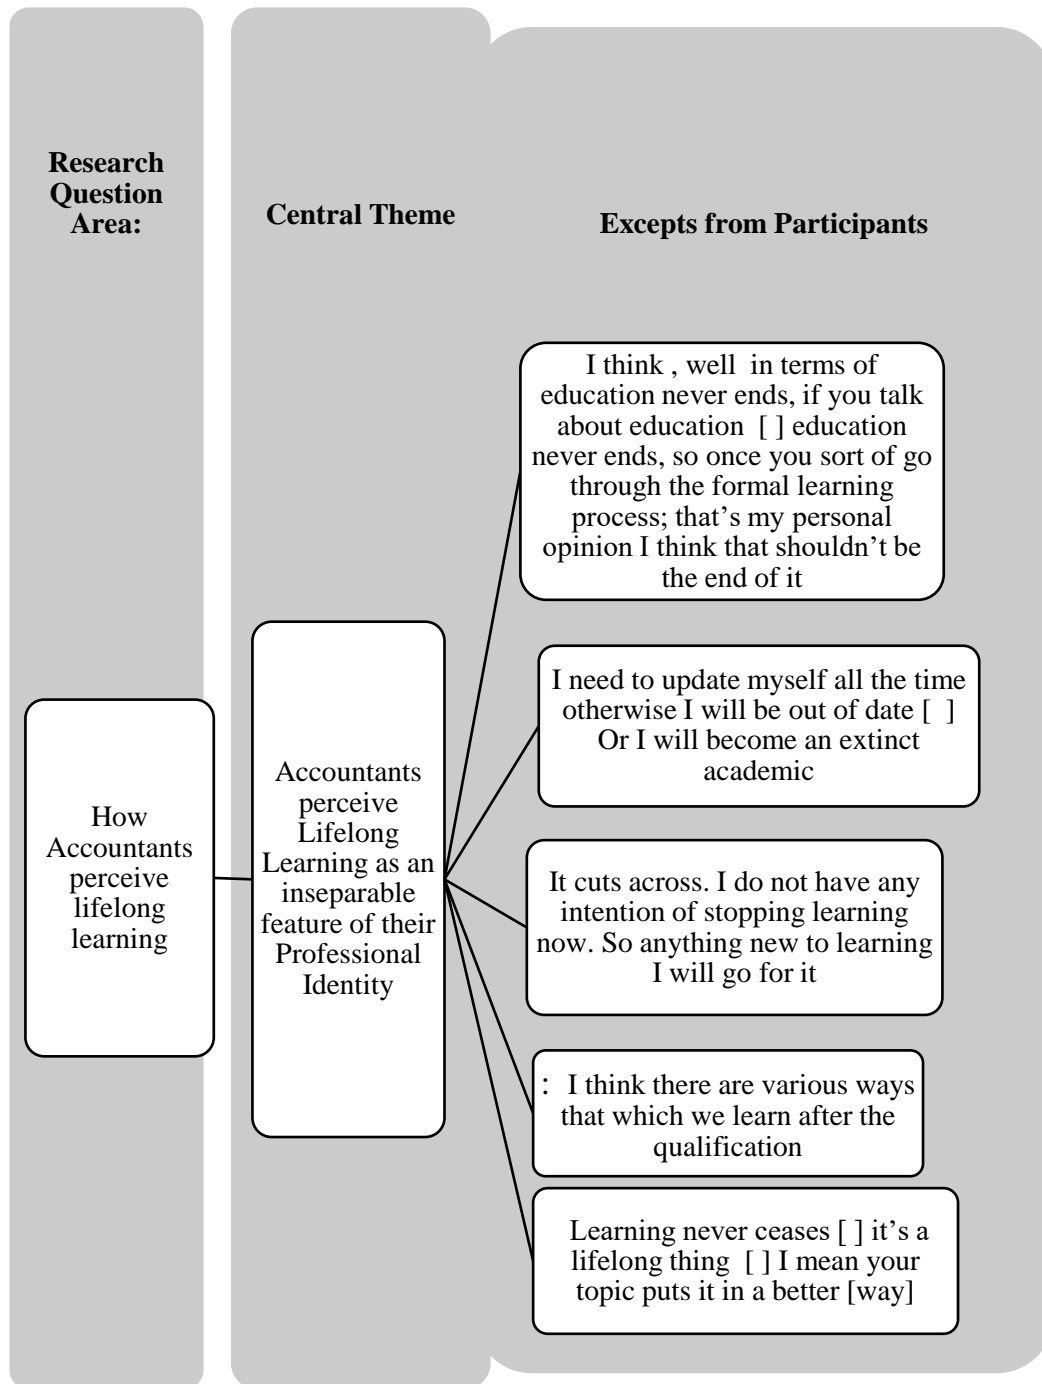 Research
Question
Area:
Central Theme
Excepts from Participants
How
Accountants
perceive
lifelong
learning
Accountants
perceive
Lifelong
Learning as an
inseparable
feature of their
Professional
Identity
I think , well  in terms of
education never ends, if you talk
about education  [ ] education
never ends, so once you sort of go
through the formal learning
process; that’s my personal
opinion I think that shouldn’t be
the end of it
I need to update myself all the time
otherwise I will be out of date [  ]
Or I will become an extinct
academic
It cuts across. I do not have any
intention of stopping learning
now. So anything new to learning
I will go for it
:  I think there are various ways
that which we learn after the
qualification
Learning never ceases [ ] it’s a
lifelong thing  [ ] I mean your
topic puts it in a better [way]